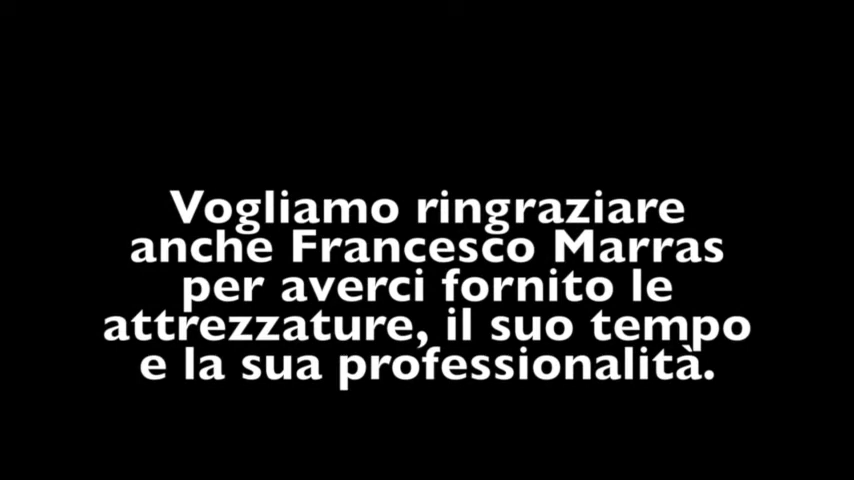 Vogliamo ringraziare
anche Francesco Marras
per averci fornito le
attrezzature, il suo tempo
e la sua professionalità.